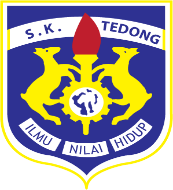 S. K. TEDONG
ILMU NILAI HIDUP